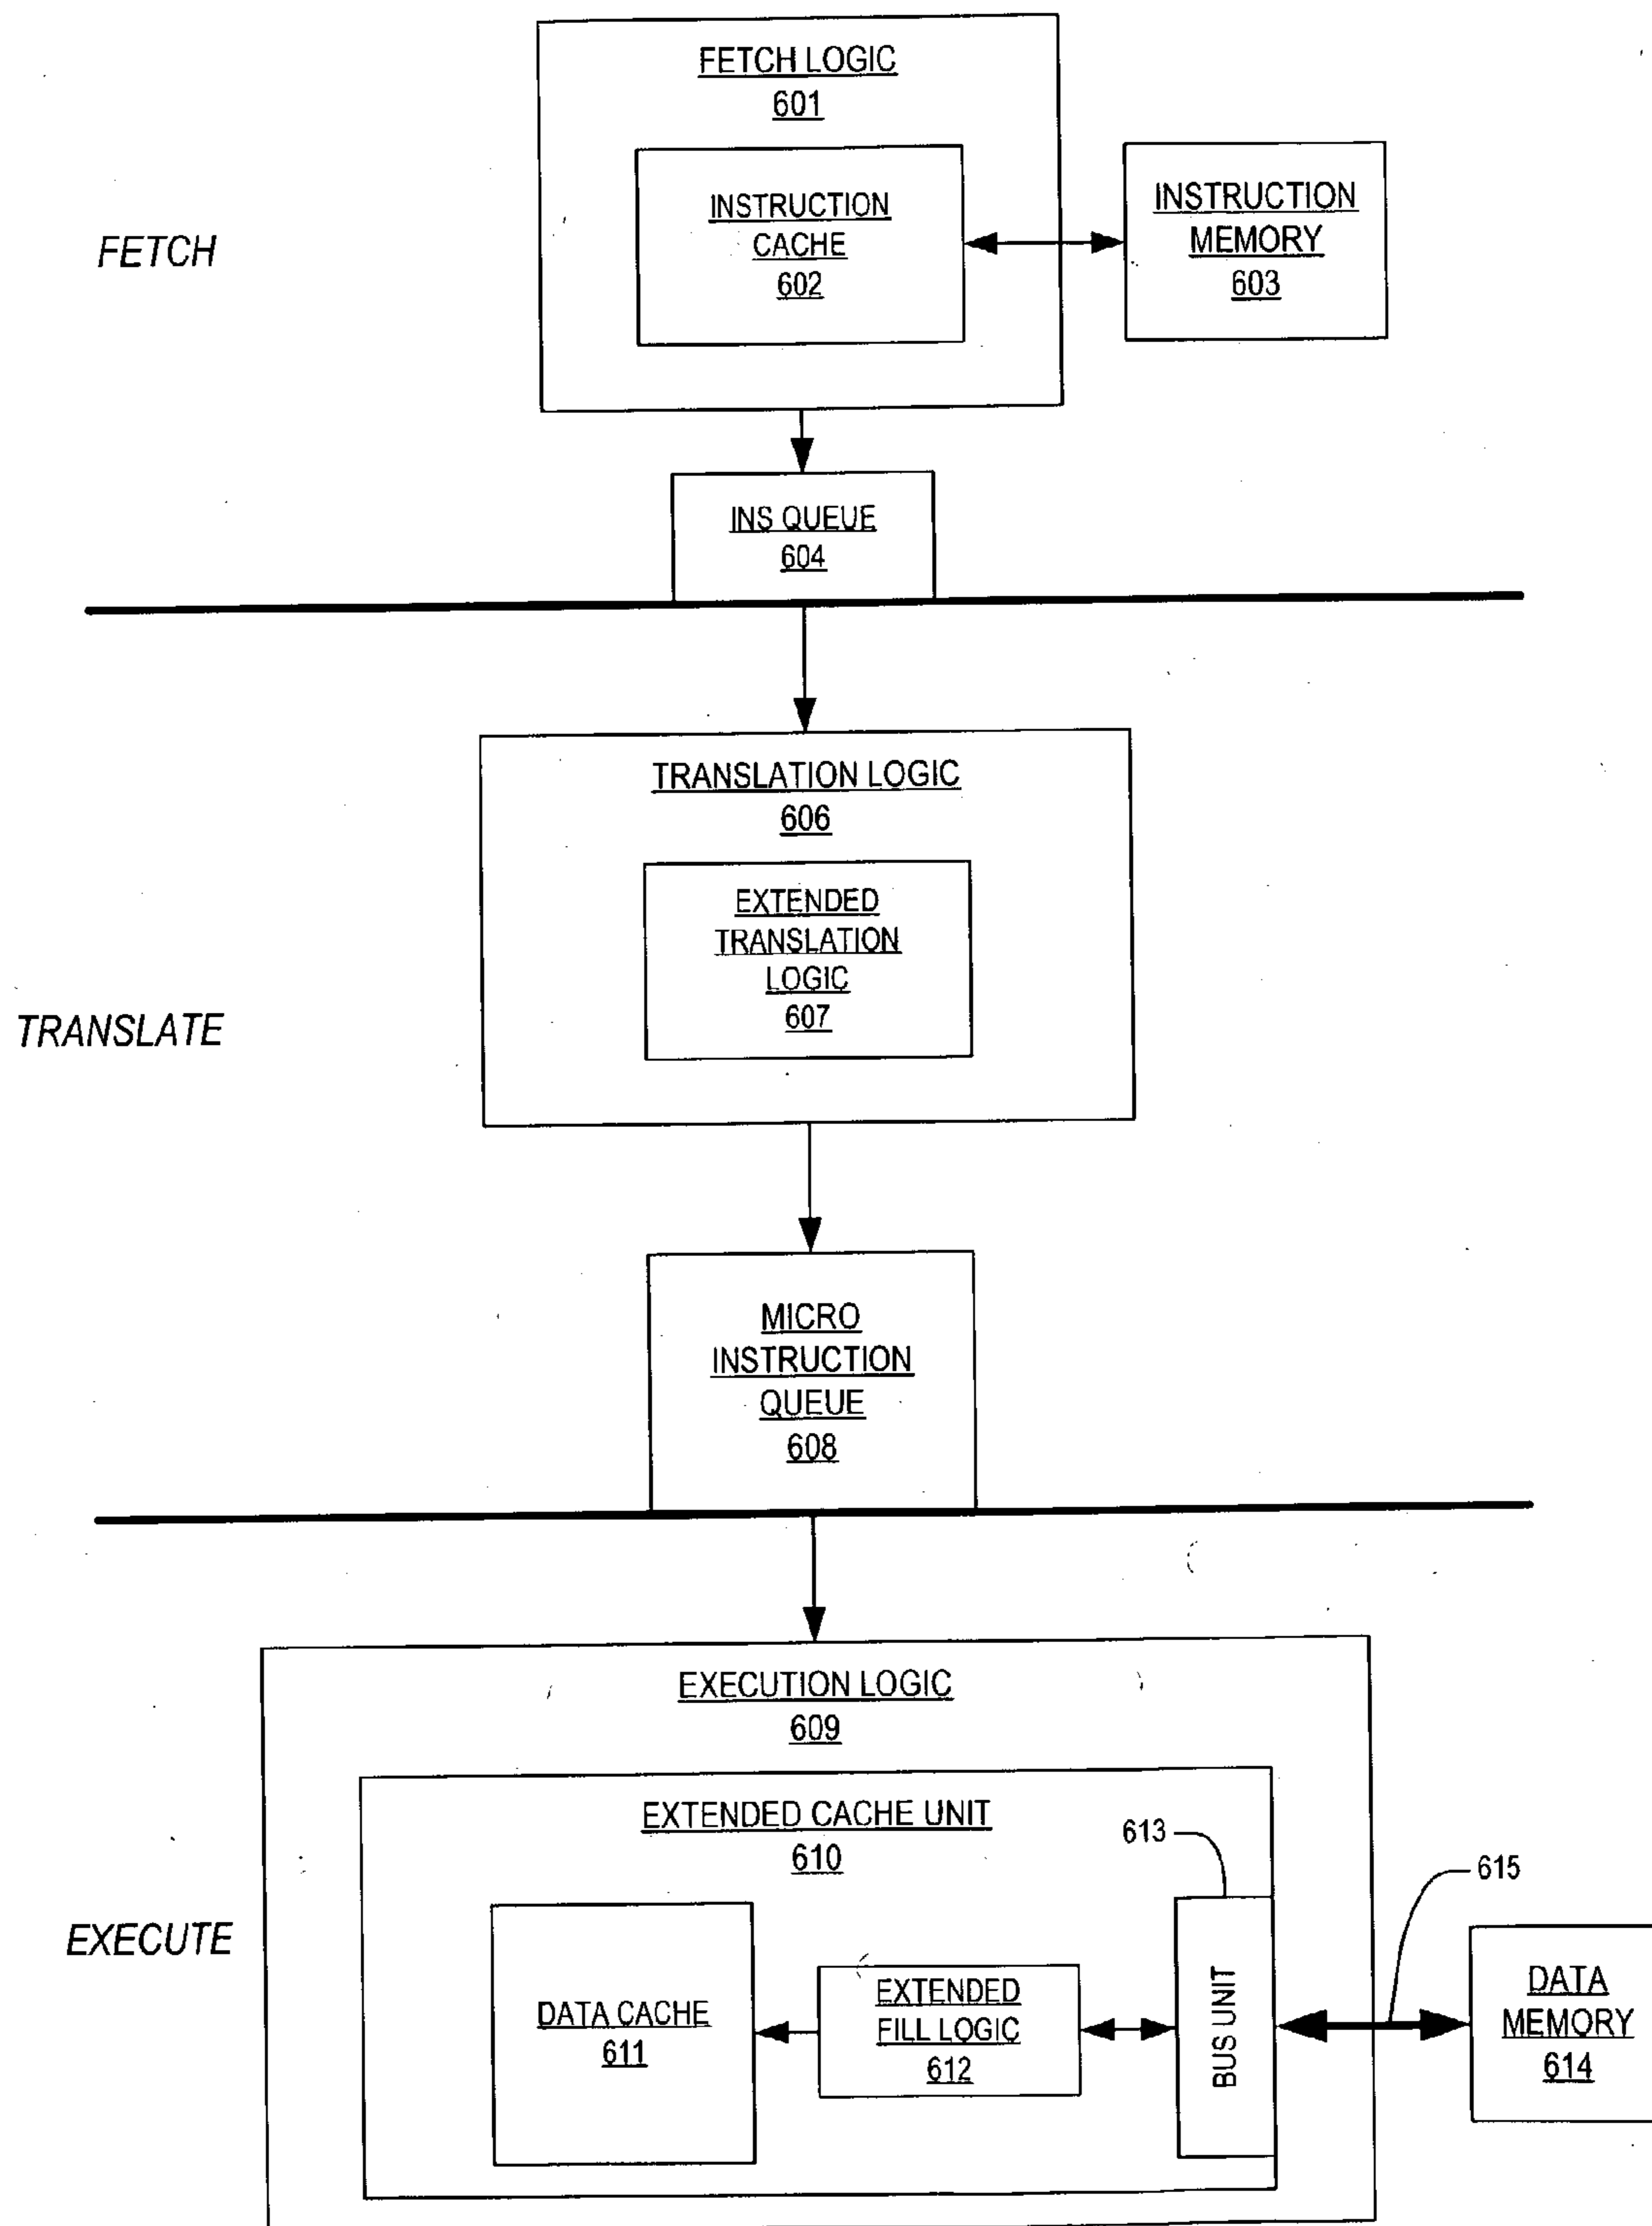 FETCH LOGIC
601
INSTRUCTION
CACHE
602
INSTRUCTION
MEMORY
603
FETCH
INS QUEUE
604
TRANSLATION LOGIC
606
EXTENDED
TRANSLATION
LOGIC
607
TRANSLATE
MICRO
INSTRUCTION
QUEUE
608
EXECUTION LOGIC
609
EXTENDED CACHE UNIT
610
613
615
EXECUTE
DATA CACHE
611
EXTENDED
FILL LOGIC
612
BUS UNIT
DATA
MEMORY
614